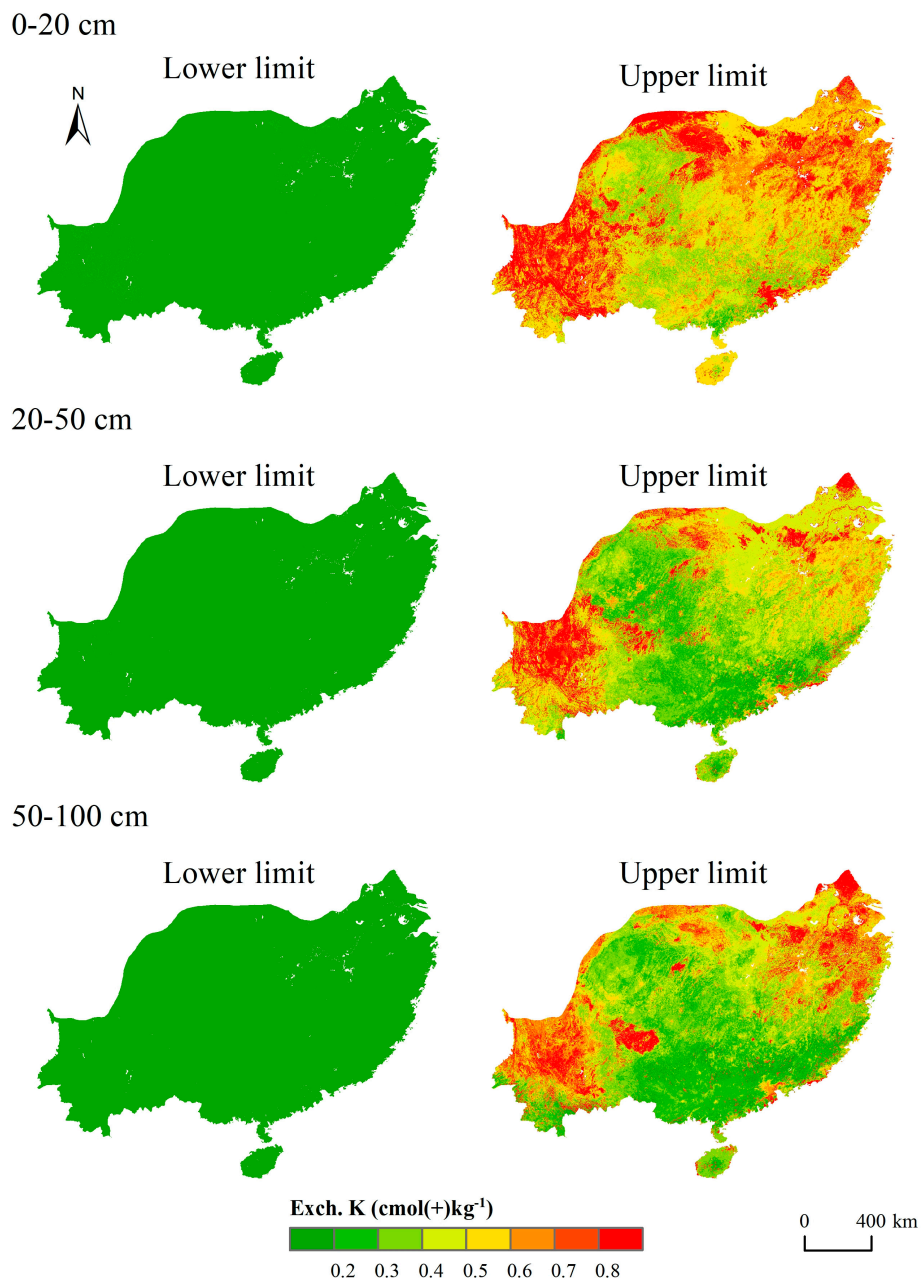 0-20 cm
Lower limit
Upper limit
N
20-50 cm
Lower limit
Upper limit
50-100 cm
Lower limit
Upper limit
Exch. K (cmol(+)kg⁻¹)
0.2 0.3 0.4 0.5 0.6 0.7 0.8
0 400 km